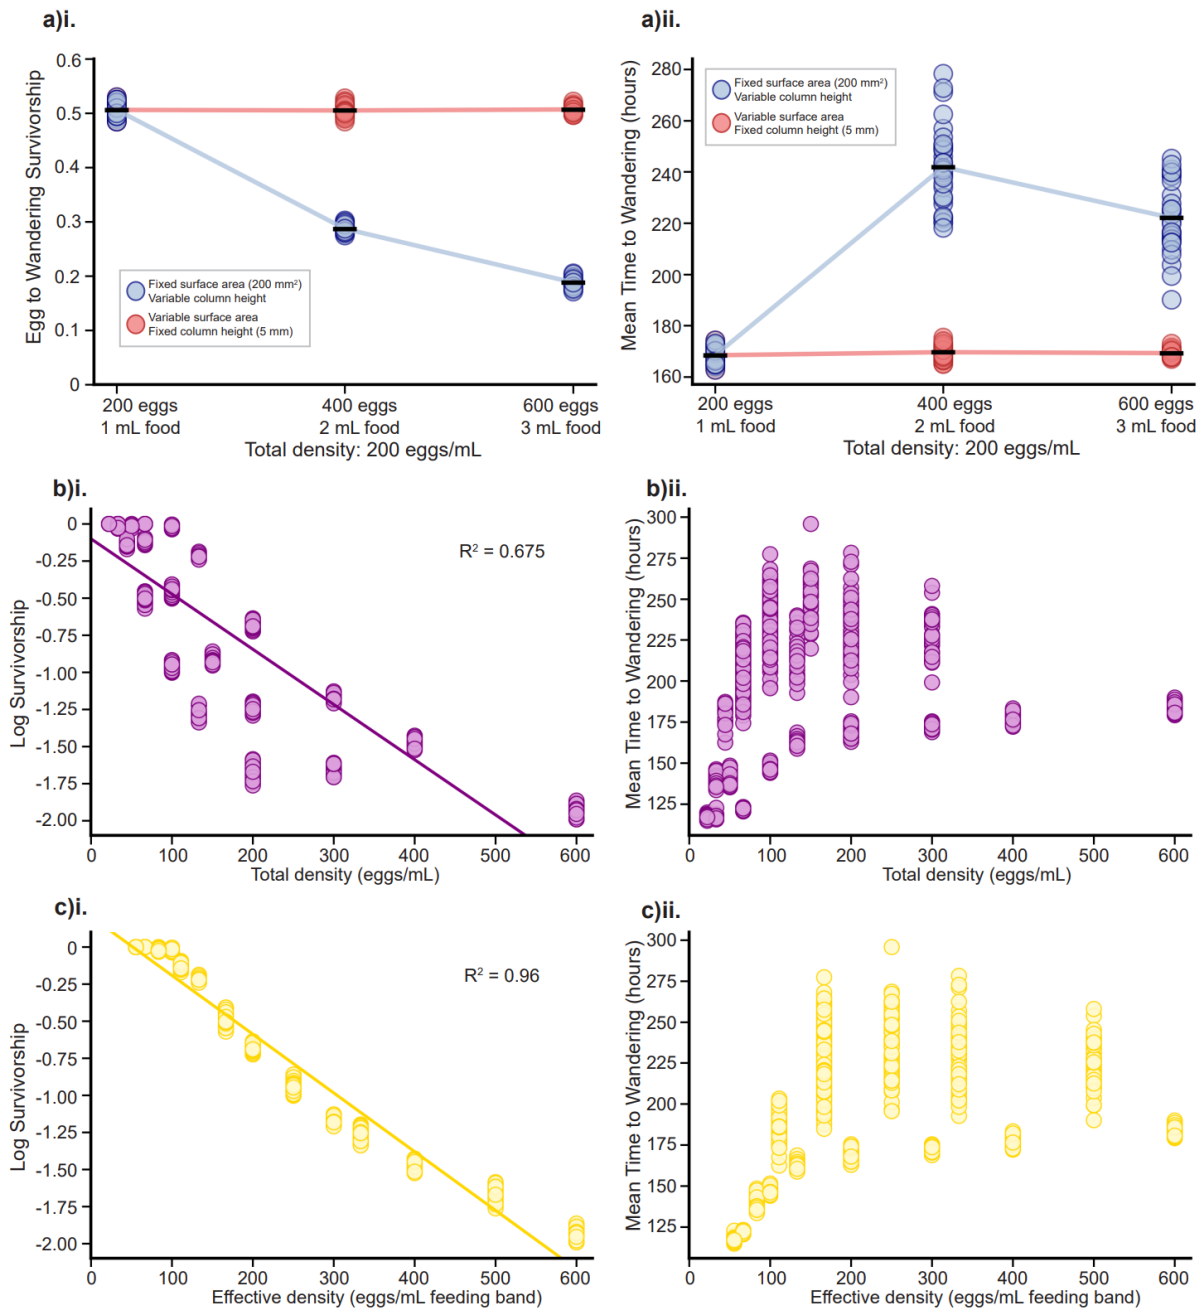 a)i.
Egg to Wandering Survivorship
0.6
0.5
0.4
0.3
0.2
0.1
0
Fixed surface area (200 mm²)
Variable column height
Variable surface area
Fixed column height (5 mm)
200 eggs
1 mL food
400 eggs
2 mL food
600 eggs
3 mL food
Total density: 200 eggs/mL
a)ii.
Mean Time to Wandering (hours)
280
260
240
220
200
180
160
Fixed surface area (200 mm²)
Variable column height
Variable surface area
Fixed column height (5 mm)
200 eggs
1 mL food
400 eggs
2 mL food
600 eggs
3 mL food
Total density: 200 eggs/mL
b)i.
Log Survivorship
0
-0.25
-0.50
-0.75
-1.00
-1.25
-1.50
-1.75
-2.00
R² = 0.675
0 100 200 300 400 500 600
Total density (eggs/mL)
b)ii.
Mean Time to Wandering (hours)
300
275
250
225
200
175
150
125
0 100 200 300 400 500 600
Total density (eggs/mL)
c)i.
Log Survivorship
0
-0.25
-0.50
-0.75
-1.00
-1.25
-1.50
-1.75
-2.00
R² = 0.96
0 100 200 300 400 500 600
Effective density (eggs/mL feeding band)
c)ii.
Mean Time to Wandering (hours)
300
275
250
225
200
175
150
125
0 100 200 300 400 500 600
Effective density (eggs/mL feeding band)